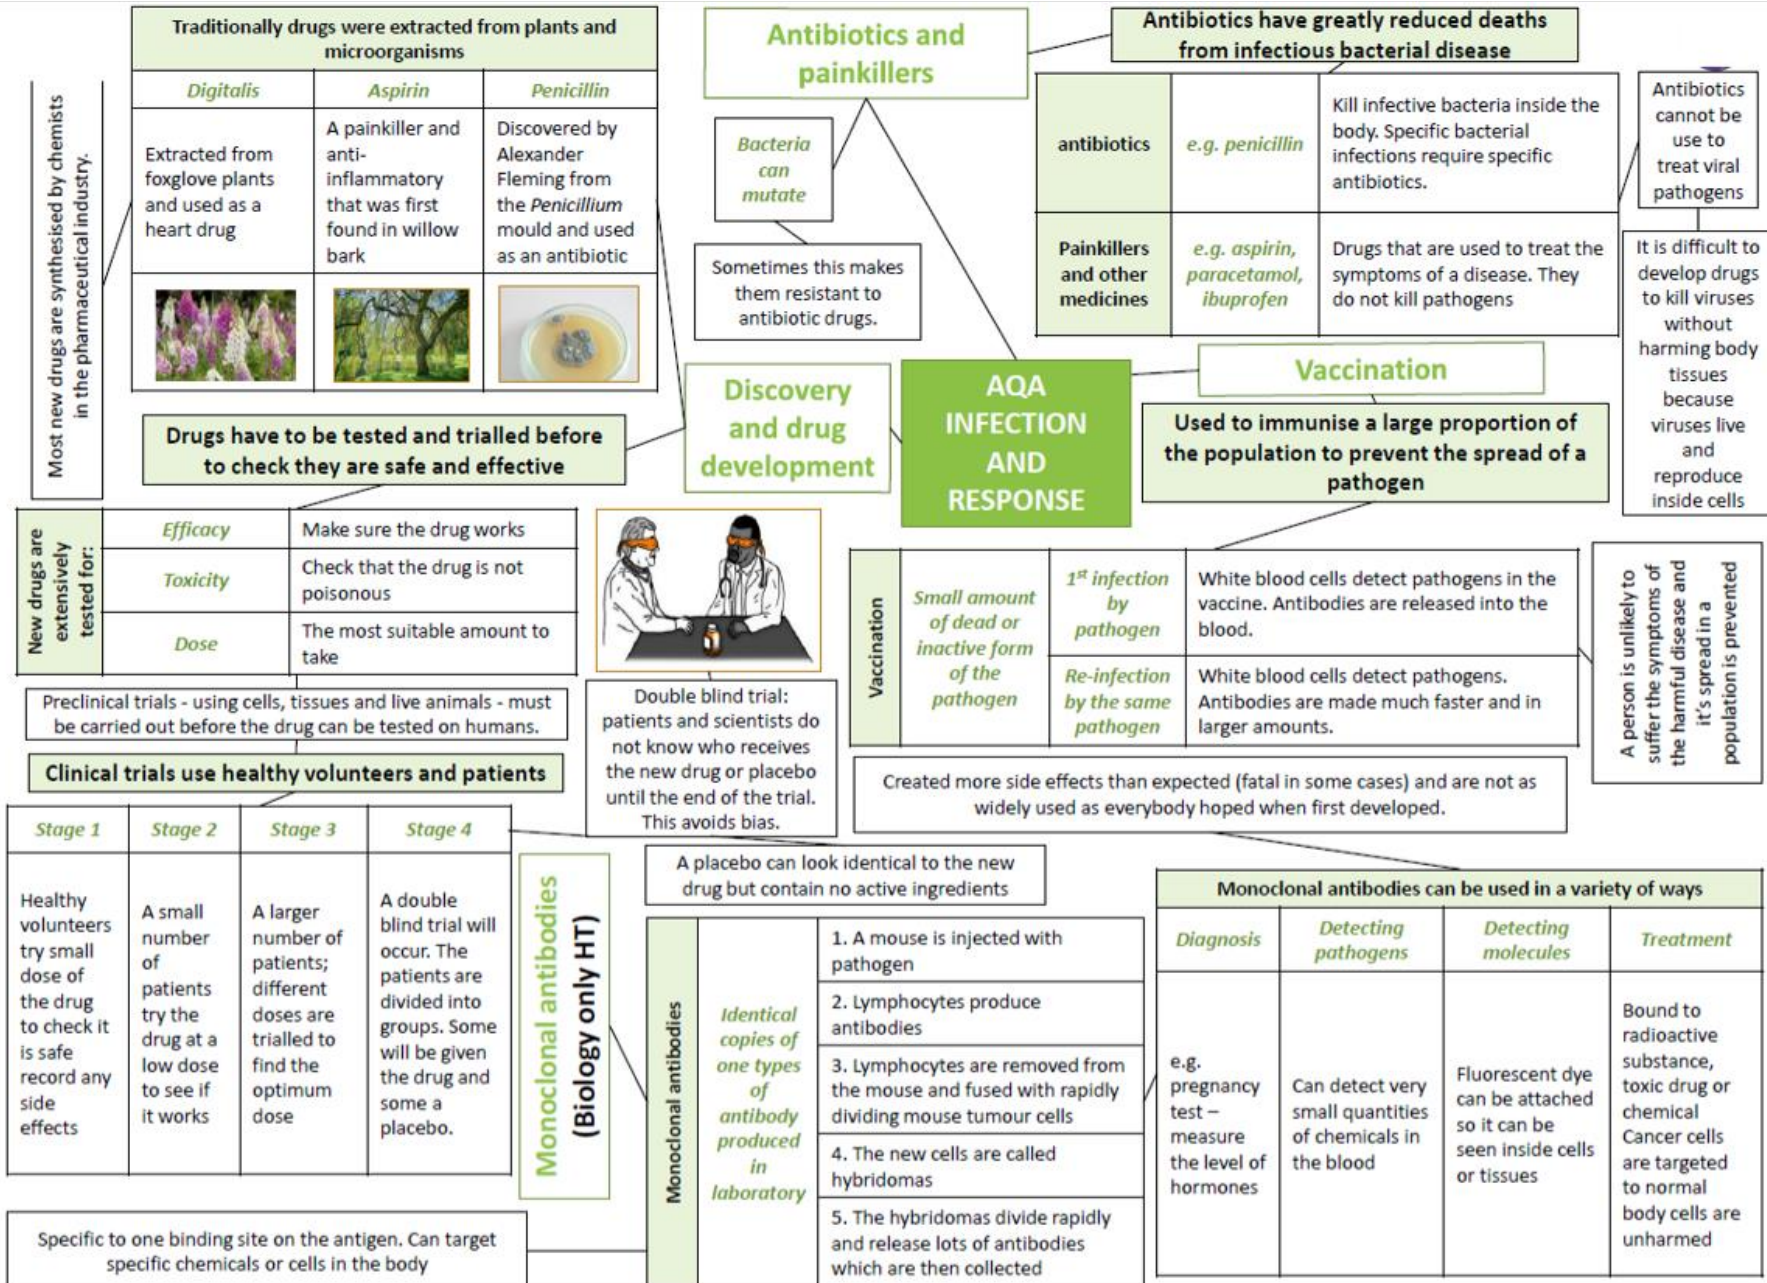 Traditionally drugs were extracted from plants and
microorganisms
Digitalis
Aspirin
Penicillin
Extracted from
foxglove plants
and used as a
heart drug
A painkiller and
anti-
inflammatory
that was first
found in willow
bark
Discovered by
Alexander
Fleming from
the Penicillium
mould and used
as an antibiotic
Most new drugs are synthesised by chemists
in the pharmaceutical industry.
Antibiotics and
painkillers
Bacteria
can
mutate
Sometimes this makes
them resistant to
antibiotic drugs.
Antibiotics have greatly reduced deaths
from infectious bacterial disease
antibiotics
e.g. penicillin
Kill infective bacteria inside the
body. Specific bacterial
infections require specific
antibiotics.
Painkillers
and other
medicines
e.g. aspirin,
paracetamol,
ibuprofen
Drugs that are used to treat the
symptoms of a disease. They
do not kill pathogens
Antibiotics
cannot be
use to
treat viral
pathogens
It is difficult to
develop drugs
to kill viruses
without
harming body
tissues
because
viruses live
and
reproduce
inside cells
Discovery
and drug
development
AQA
INFECTION
AND
RESPONSE
Vaccination
Used to immunise a large proportion of
the population to prevent the spread of a
pathogen
Drugs have to be tested and trialled before
to check they are safe and effective
New drugs are
extensively
tested for:
Efficacy
Make sure the drug works
Toxicity
Check that the drug is not
poisonous
Dose
The most suitable amount to
take
Preclinical trials - using cells, tissues and live animals - must
be carried out before the drug can be tested on humans.
Clinical trials use healthy volunteers and patients
Stage 1
Stage 2
Stage 3
Stage 4
Healthy
volunteers
try small
dose of
the drug
to check it
is safe
record any
side
effects
A small
number
of
patients
try the
drug at a
low dose
to see if
it works
A larger
number of
patients;
different
doses are
trialled to
find the
optimum
dose
A double
blind trial will
occur. The
patients are
divided into
groups. Some
will be given
the drug and
some a
placebo.
Double blind trial:
patients and scientists do
not know who receives
the new drug or placebo
until the end of the trial.
This avoids bias.
A placebo can look identical to the new
drug but contain no active ingredients
Vaccination
Small amount
of dead or
inactive form
of the
pathogen
1st infection
by
pathogen
White blood cells detect pathogens in the
vaccine. Antibodies are released into the
blood.
Re-infection
by the same
pathogen
White blood cells detect pathogens.
Antibodies are made much faster and in
larger amounts.
A person is unlikely to
suffer the symptoms of
the harmful disease and
it's spread in a
population is prevented
Created more side effects than expected (fatal in some cases) and are not as
widely used as everybody hoped when first developed.
Monoclonal antibodies
(Biology only HT)
Monoclonal antibodies
Identical
copies of
one types
of
antibody
produced
in
laboratory
1. A mouse is injected with
pathogen
2. Lymphocytes produce
antibodies
3. Lymphocytes are removed from
the mouse and fused with rapidly
dividing mouse tumour cells
4. The new cells are called
hybridomas
5. The hybridomas divide rapidly
and release lots of antibodies
which are then collected
Specific to one binding site on the antigen. Can target
specific chemicals or cells in the body
Monoclonal antibodies can be used in a variety of ways
Diagnosis
Detecting
pathogens
Detecting
molecules
Treatment
e.g.
pregnancy
test –
measure
the level of
hormones
Can detect very
small quantities
of chemicals in
the blood
Fluorescent dye
can be attached
so it can be
seen inside cells
or tissues
Bound to
radioactive
substance,
toxic drug or
chemical
Cancer cells
are targeted
to normal
body cells are
unharmed